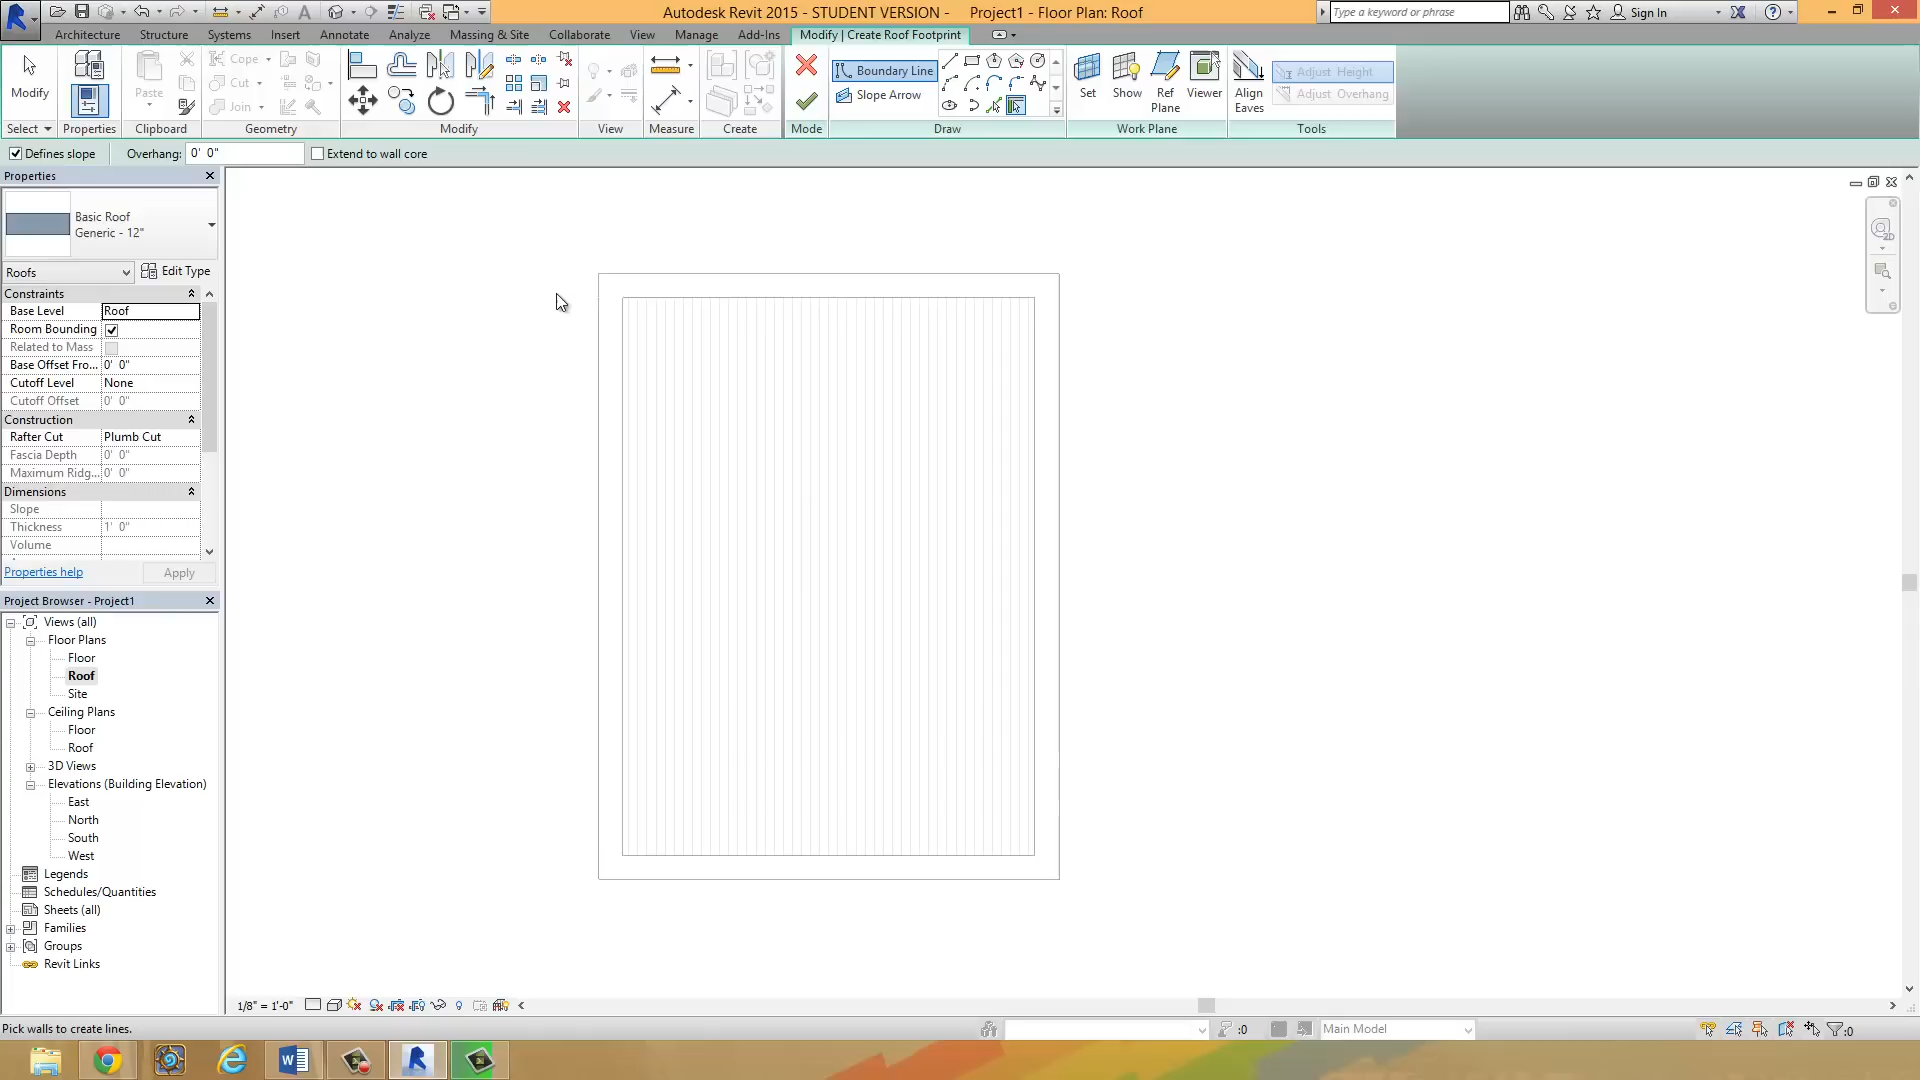 Autodesk Revit 2015 - STUDENT VERSION - Project1 - Floor Plan: Roof
Type a keyword or phrase
Sign In
Architecture Structure Systems Insert Annotate Analyze Massing & Site Collaborate View Manage Add-Ins Modify | Create Roof Footprint
Modify
Paste
Cope
Cut
Join
Boundary Line
Slope Arrow
Set
Show
Ref Plane
Viewer
Align Eaves
Adjust Height
Adjust Overhang
Select Properties Clipboard Geometry Modify View Measure Create Mode Draw Work Plane Tools
Defines slope Overhang: 0' 0" Extend to wall core
Properties
Basic Roof
Generic - 12"
Roofs Edit Type
Constraints
Base Level Roof
Room Bounding
Related to Mass
Base Offset Fro... 0' 0"
Cutoff Level None
Cutoff Offset 0' 0"
Construction
Rafter Cut Plumb Cut
Fascia Depth 0' 0"
Maximum Ridg... 0' 0"
Dimensions
Slope
Thickness 1' 0"
Volume
Properties help Apply
Project Browser - Project1
Views (all)
Floor Plans
Floor
Roof
Site
Ceiling Plans
Floor
Roof
3D Views
Elevations (Building Elevation)
East
North
South
West
Legends
Schedules/Quantities
Sheets (all)
Families
Groups
Revit Links
1/8" = 1'-0"
Pick walls to create lines.
:0
Main Model
:0